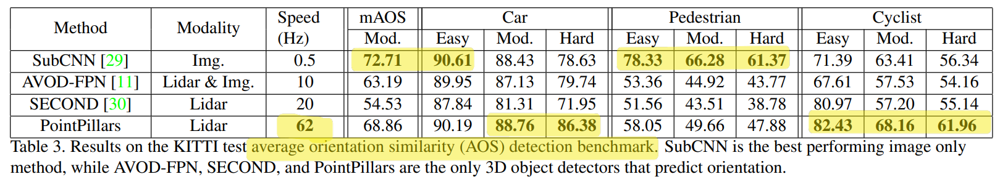 Method Modality Speed (Hz) mAOS Car Pedestrian Cyclist
Mod. Easy Mod. Hard Easy Mod. Hard Easy Mod. Hard
SubCNN [29] Img. 0.5 72.71 90.61 88.43 78.63 78.33 66.28 61.37 71.39 63.41 56.34
AVOD-FPN [11] Lidar & Img. 10 63.19 89.95 87.13 79.74 53.36 44.92 43.77 67.61 57.53 54.16
SECOND [30] Lidar 20 54.53 87.84 81.31 71.95 51.56 43.51 38.78 80.97 57.20 55.14
PointPillars Lidar 62 68.86 90.19 88.76 86.38 58.05 49.66 47.88 82.43 68.16 61.96
Table 3. Results on the KITTI test average orientation similarity (AOS) detection benchmark. SubCNN is the best performing image only
method, while AVOD-FPN, SECOND, and PointPillars are the only 3D object detectors that predict orientation.